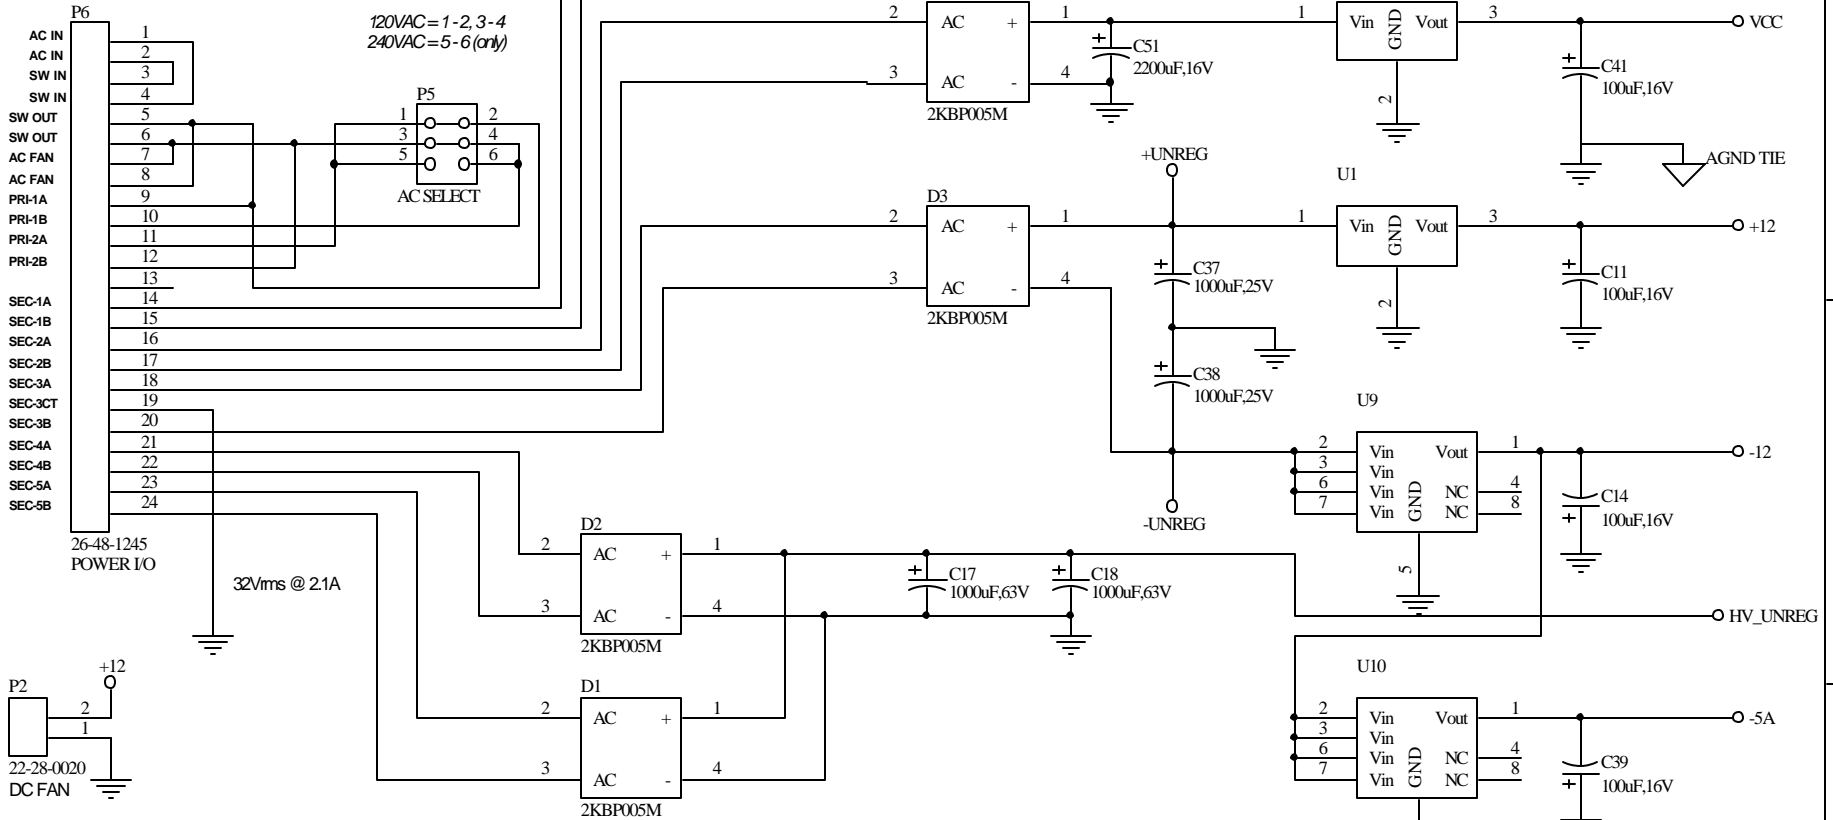 P6
AC IN 1
AC IN 2
SW IN 3
SW IN 4
SW OUT 5
SW OUT 6
AC FAN 7
AC FAN 8
PRI-1A 9
PRI-1B 10
PRI-2A 11
PRI-2B 12
13
SEC-1A 14
SEC-1B 15
SEC-2A 16
SEC-2B 17
SEC-3A 18
SEC-3CT 19
SEC-3B 20
SEC-4A 21
SEC-4B 22
SEC-5A 23
SEC-5B 24
26-48-1245
POWER I/O
120VAC = 1 - 2, 3 - 4
240VAC = 5 - 6 (only)
P5
1 2
3 4
5 6
AC SELECT
32Vrms @ 2.1A
+12
P2
2
1
22-28-0020
DC FAN
2 AC + 1
3 AC - 4
2KBP005M
+
C51
2200uF,16V
1 Vin GND Vout 3
2
VCC
+
C41
100uF,16V
AGND TIE
+UNREG
D3
2 AC + 1
3 AC - 4
2KBP005M
+
C37
1000uF,25V
+
C38
1000uF,25V
-UNREG
U1
1 Vin GND Vout 3
2
+12
+
C11
100uF,16V
U9
2 Vin Vout 1
3 Vin
6 Vin NC 4
7 Vin GND NC 8
5
-12
C14
+
100uF,16V
D2
2 AC + 1
3 AC - 4
2KBP005M
+
C17
1000uF,63V
+
C18
1000uF,63V
HV_UNREG
D1
2 AC + 1
3 AC - 4
2KBP005M
U10
2 Vin Vout 1
3 Vin
6 Vin NC 4
7 Vin GND NC 8
-5A
C39
+
100uF,16V